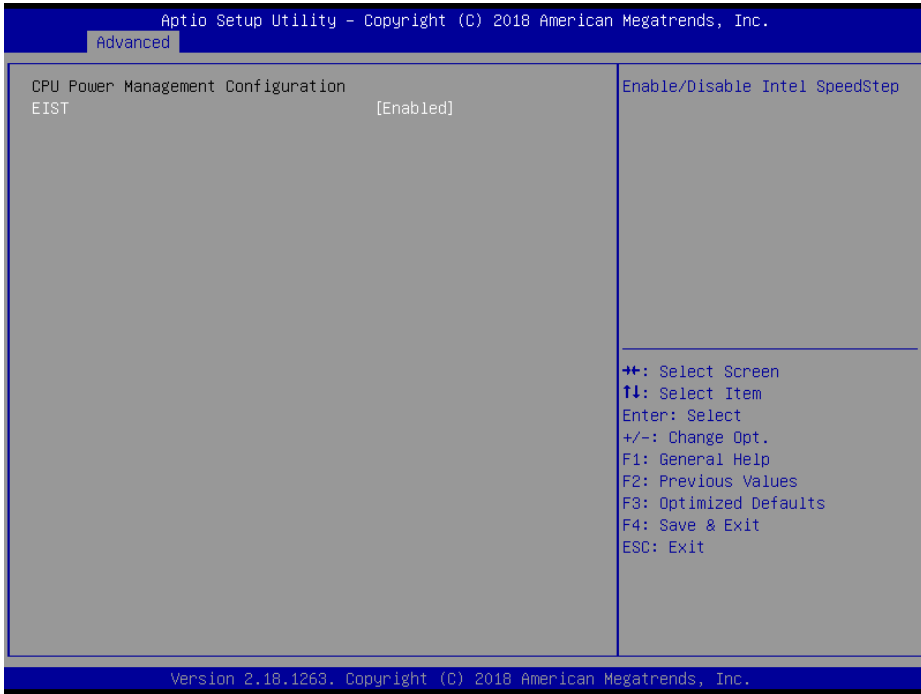 Aptio Setup Utility – Copyright (C) 2018 American Megatrends, Inc.
Advanced
CPU Power Management Configuration
EIST [Enabled]
Enable/Disable Intel SpeedStep
→←: Select Screen
↑↓: Select Item
Enter: Select
+/-: Change Opt.
F1: General Help
F2: Previous Values
F3: Optimized Defaults
F4: Save & Exit
ESC: Exit
Version 2.18.1263. Copyright (C) 2018 American Megatrends, Inc.